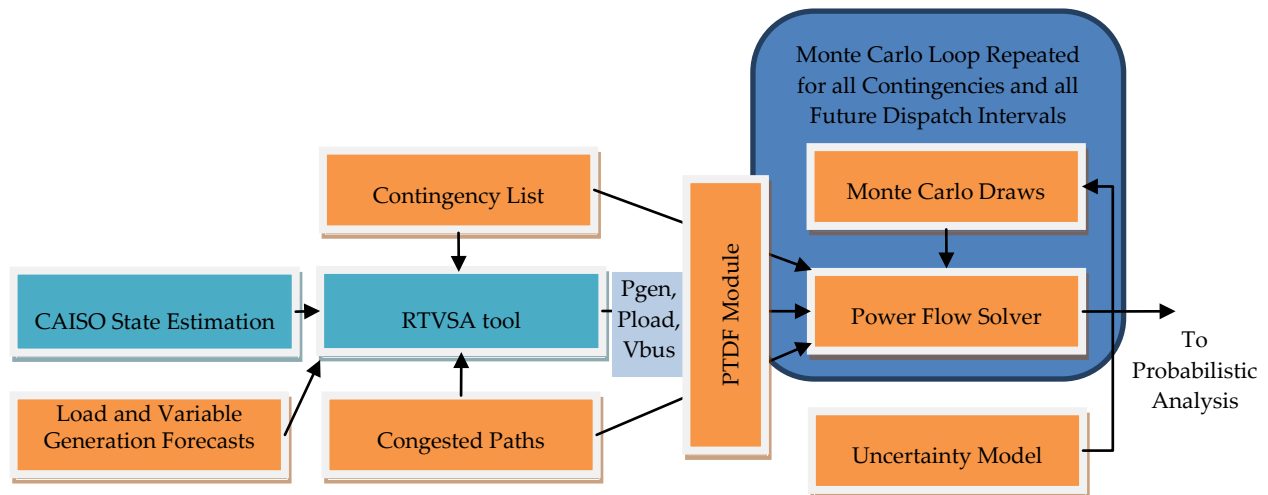 Monte Carlo Loop Repeated
for all Contingencies and all
Future Dispatch Intervals
Contingency List
Monte Carlo Draws
CAISO State Estimation
RTVSA tool
Pgen,
Pload,
Vbus
PTDF Module
Power Flow Solver
To
Probabilistic
Analysis
Load and Variable
Generation Forecasts
Congested Paths
Uncertainty Model